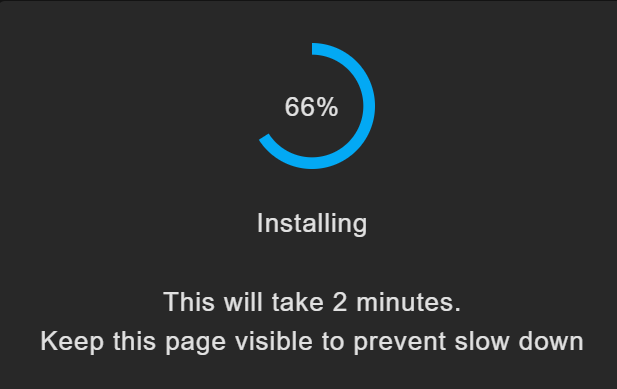 66%
Installing
This will take 2 minutes.
Keep this page visible to prevent slow down